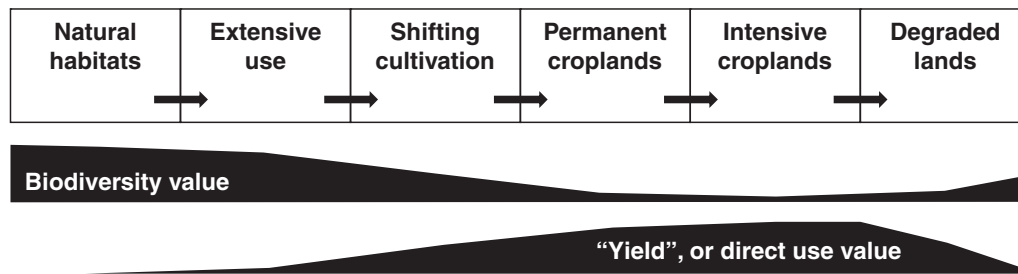 Natural
habitats
Extensive
use
Shifting
cultivation
Permanent
croplands
Intensive
croplands
Degraded
lands
Biodiversity value
“Yield”, or direct use value